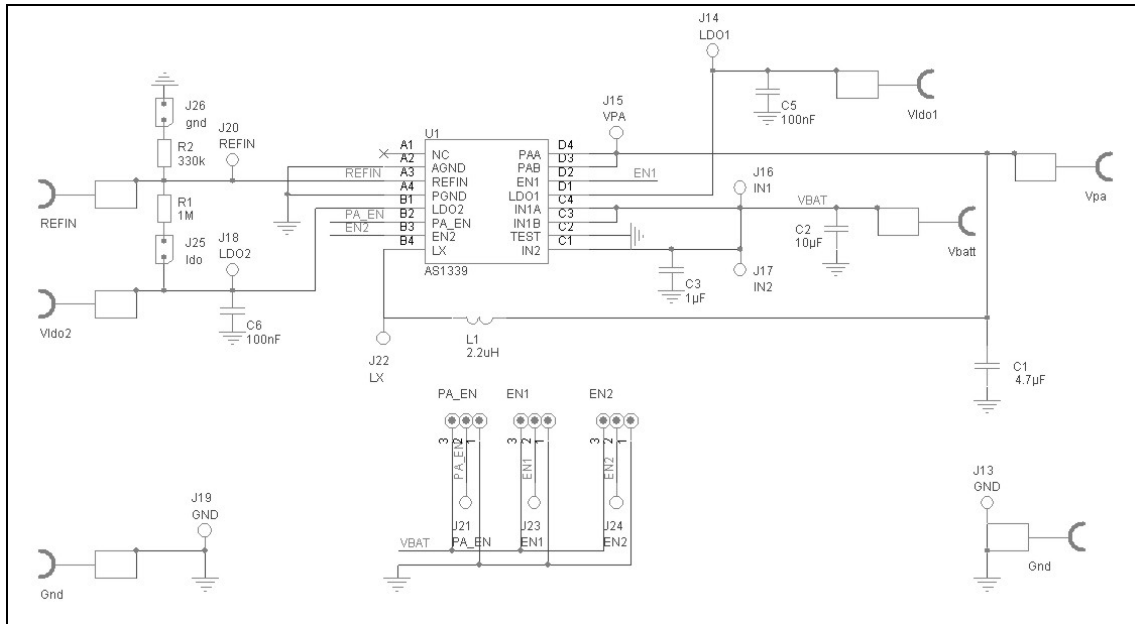 J14
LDO1
Vldo1
C5
100nF
J26
gnd
J20
REFIN
R2
330k
J15
VPA
U1
A1 NC PAA D4
A2 AGND PAB D3
REFIN A3 REFIN EN1 D2 EN1
A4 PGND LDO1 D1
B1 LDO2 IN1A C4
PA_EN B2 PA_EN IN1B C3
EN2 B3 EN2 TEST C2
B4 LX IN2 C1
AS1339
J16
IN1
VBAT
Vpa
REFIN
R1
1M
J25
ldo
J18
LDO2
C2
10µF
Vbatt
J17
IN2
C3
1µF
Vldo2
C6
100nF
L1
2.2uH
J22
LX
C1
4.7µF
PA_EN EN1 EN2
3 2 1 3 2 1 3 2 1
PA_EN EN1 EN2
J21 J23 J24
VBAT PA_EN EN1 EN2
J19
GND
Gnd
J13
GND
Gnd